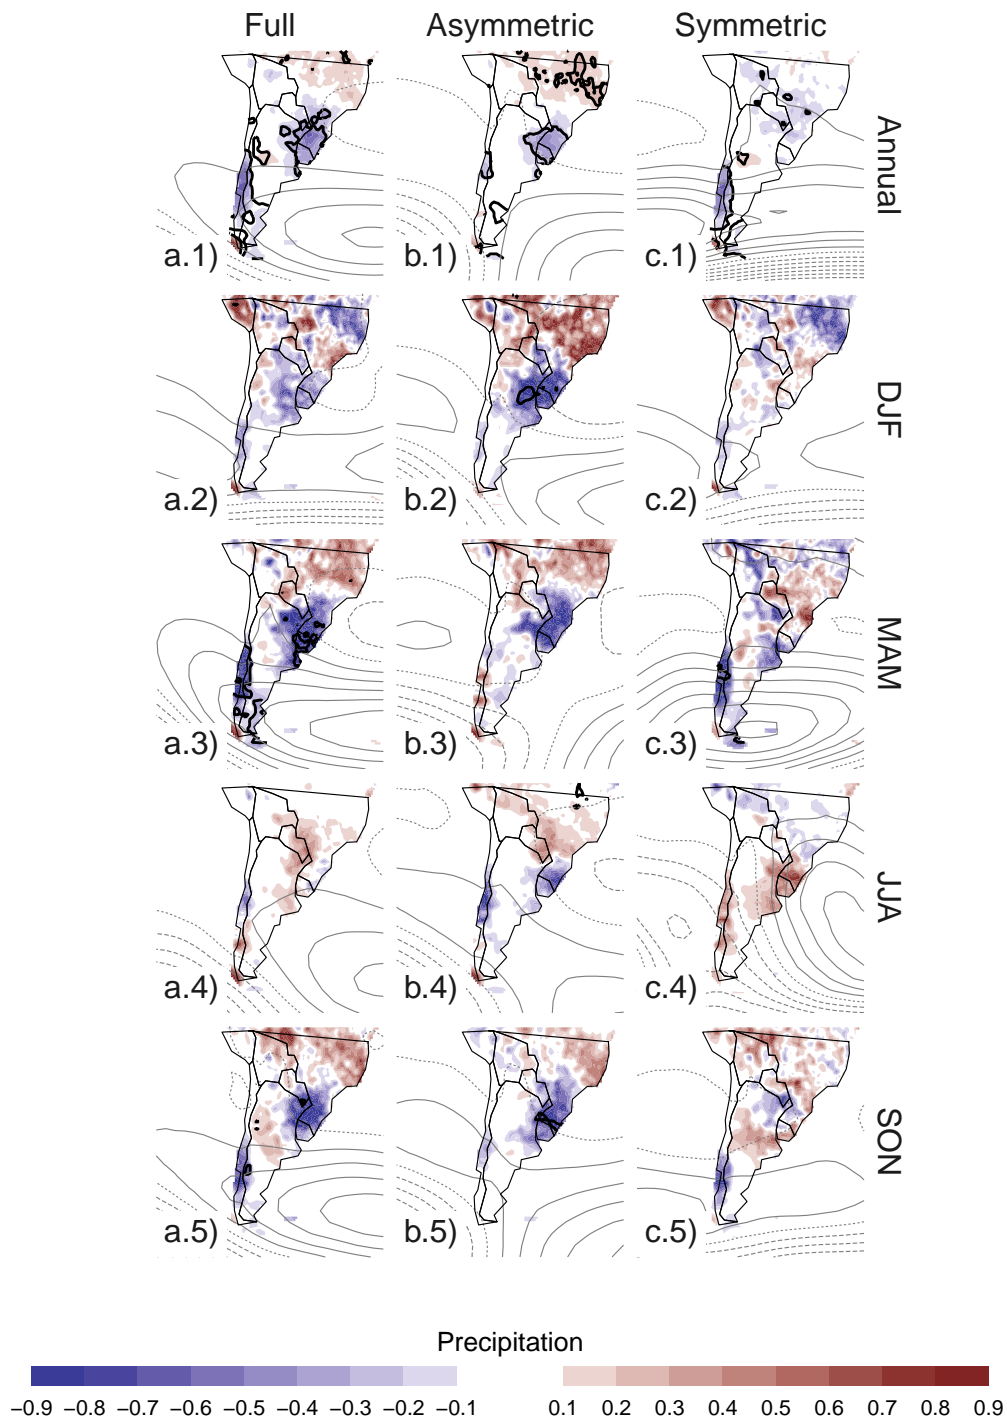 Full Asymmetric Symmetric
a.1) b.1) c.1) Annual
a.2) b.2) c.2) DJF
a.3) b.3) c.3) MAM
a.4) b.4) c.4) JJA
a.5) b.5) c.5) SON
Precipitation
−0.9 −0.8 −0.7 −0.6 −0.5 −0.4 −0.3 −0.2 −0.1 0.1 0.2 0.3 0.4 0.5 0.6 0.7 0.8 0.9